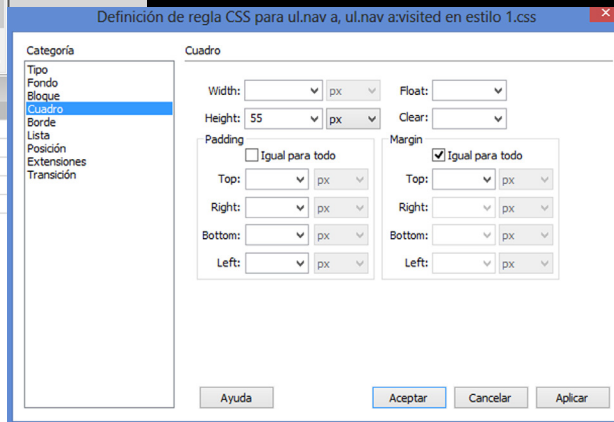 Definición de regla CSS para ul.nav a, ul.nav a:visited en estilo 1.css
Categoría
Tipo
Fondo
Bloque
Cuadro
Borde
Lista
Posición
Extensiones
Transición
Cuadro
Width: px Float:
Height: 55 px Clear:
Padding Margin
Igual para todo Igual para todo
Top: px Top: px
Right: px Right: px
Bottom: px Bottom: px
Left: px Left: px
Ayuda Aceptar Cancelar Aplicar